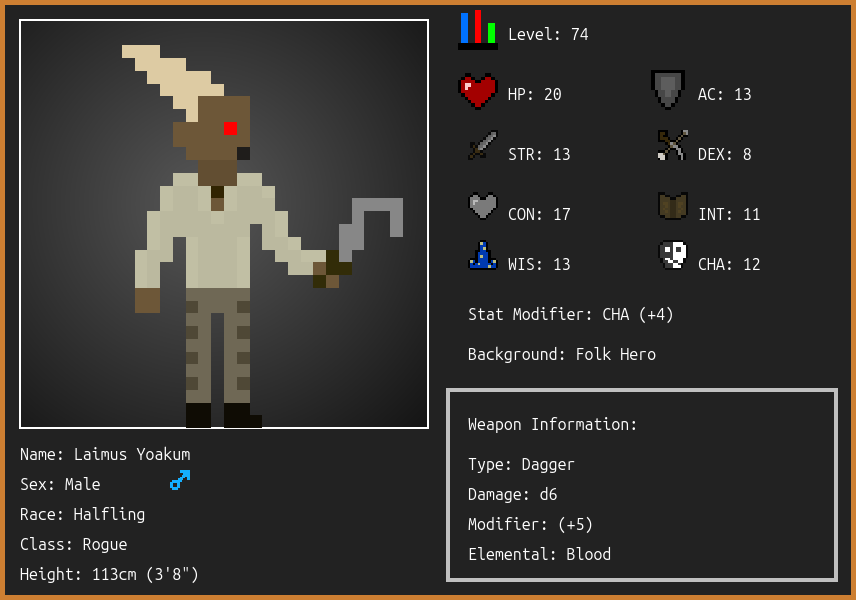 Level: 74
HP: 20
AC: 13
STR: 13
DEX: 8
CON: 17
INT: 11
WIS: 13
CHA: 12
Stat Modifier: CHA (+4)
Background: Folk Hero
Weapon Information:
Type: Dagger
Damage: d6
Modifier: (+5)
Elemental: Blood
Name: Laimus Yoakum
Sex: Male
Race: Halfling
Class: Rogue
Height: 113cm (3'8")